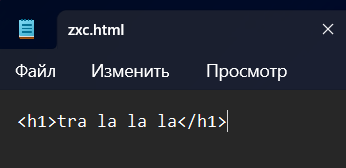 zxc.html
Файл Изменить Просмотр
<h1>tra la la la</h1>